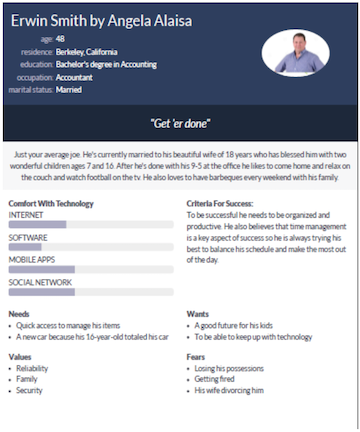 Erwin Smith by Angela Alaisa
age: 48
residence: Berkeley, California
education: Bachelor's degree in Accounting
occupation: Accountant
marital status: Married
"Get 'er done"
Just your average joe. He's currently married to his beautiful wife of 18 years who has blessed him with two
wonderful children ages 7 and 16. After he's done with his 9-5 at the office he likes to come home and relax on
the couch and watch football on the tv. He also loves to have barbeques every weekend with his family.
Comfort With Technology
INTERNET
SOFTWARE
MOBILE APPS
SOCIAL NETWORK
Criteria For Success:
To be successful he needs to be organized and
productive. He also believes that time management
is a key aspect of success so he is always trying his
best to balance his schedule and make the most out
of the day.
Needs
• Quick access to manage his items
• A new car because his 16-year-old totaled his car
Wants
• A good future for his kids
• To be able to keep up with technology
Values
• Reliability
• Family
• Security
Fears
• Losing his possessions
• Getting fired
• His wife divorcing him